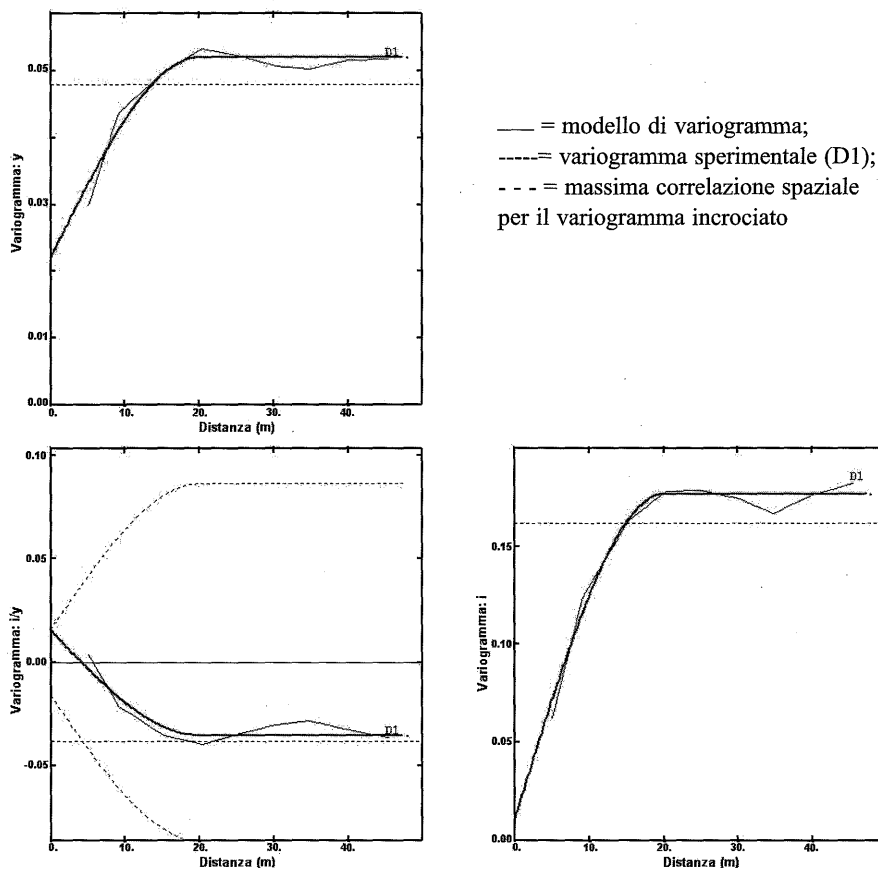 D1
0.05
0.03
0.01
0.00
Variogramma: y
0. 10. 20. 30. 40.
Distanza (m)
—— = modello di variogramma;
-----= variogramma sperimentale (D1);
- - - = massima correlazione spaziale
per il variogramma incrociato
0.10
0.05
0.00
-0.05
Variogramma: i/y
D1
0. 10. 20. 30. 40.
Distanza (m)
D1
0.15
0.10
0.05
0.00
Variogramma: i
0. 10. 20. 30. 40.
Distanza (m)